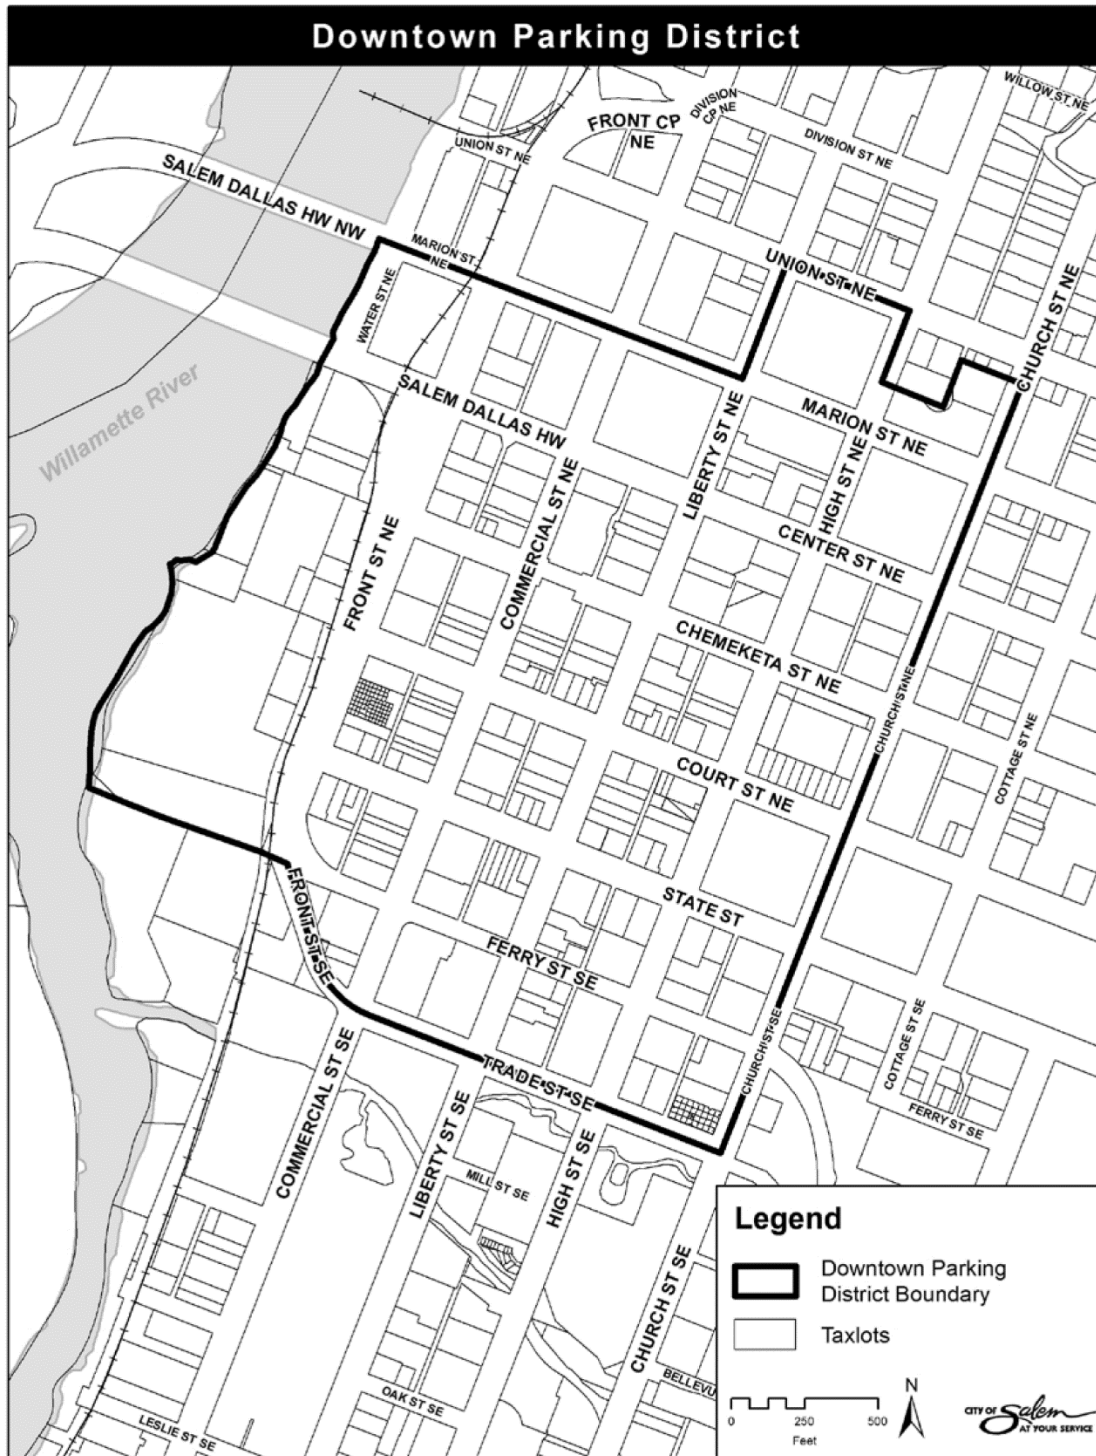 Downtown Parking District
WILLOW ST NE
DIVISION
CP NE
FRONT CP
NE
DIVISION ST NE
UNION ST NE
SALEM DALLAS HW NW
MARION ST
NE
UNION ST NE
CHURCH ST NE
WATER ST NE
Willamette River
SALEM DALLAS HW
MARION ST NE
LIBERTY ST NE
HIGH ST NE
COMMERCIAL ST NE
CENTER ST NE
FRONT ST NE
CHEMEKETA ST NE
CHURCH ST NE
COTTAGE ST NE
COURT ST NE
STATE ST
FRONT ST SE
FERRY ST SE
CHURCH ST SE
COTTAGE ST SE
TRADE ST SE
FERRY ST SE
COMMERCIAL ST SE
LIBERTY ST SE
HIGH ST SE
MILL ST SE
CHURCH ST SE
BELLEVU
OAK ST SE
LESLIE ST SE
Legend
Downtown Parking
District Boundary
Taxlots
N
0 250 500
Feet
CITY OF Salem
AT YOUR SERVICE